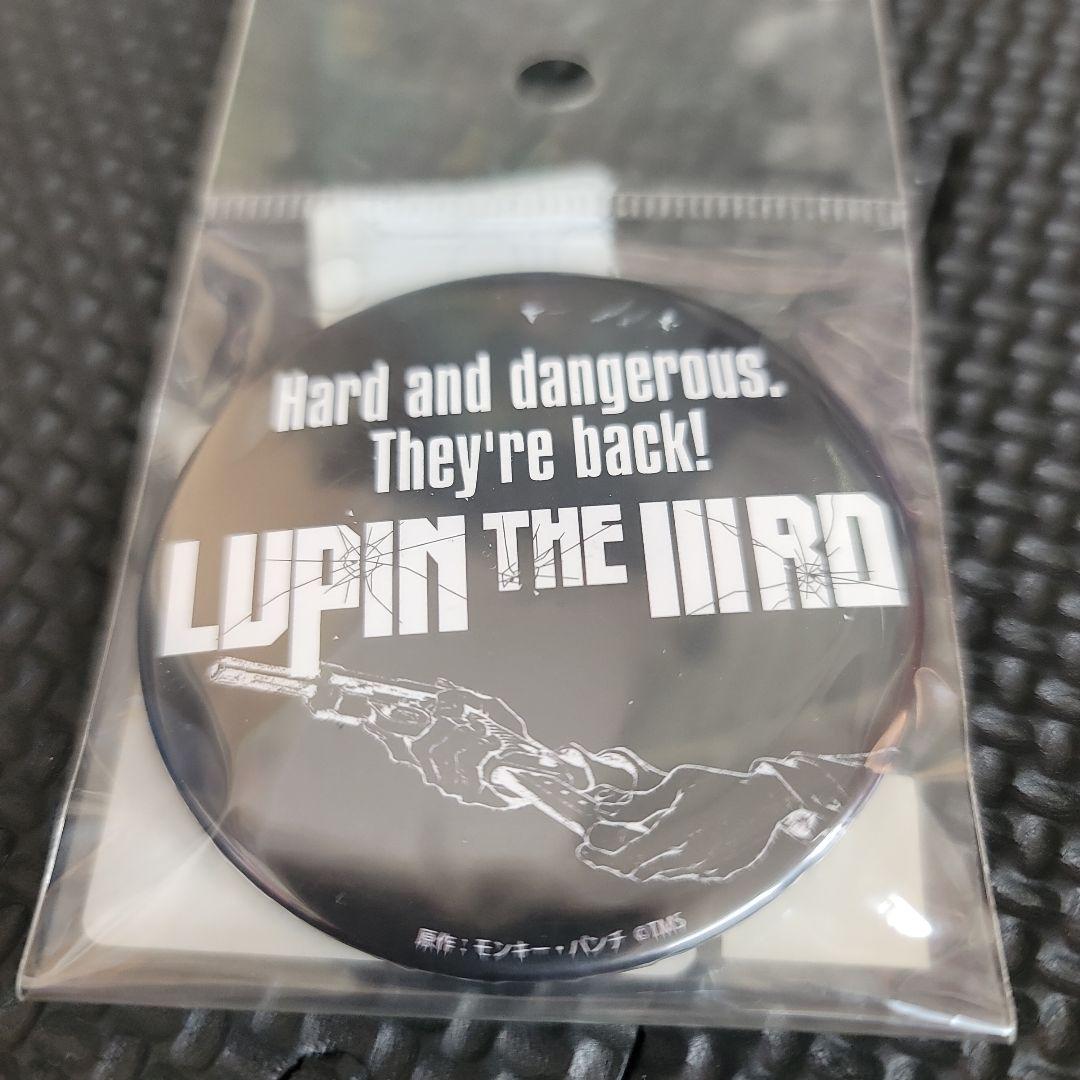 Hard and dangerous.
They're back!
LUPIN THE IIIRD
原作：モンキー・パンチ ©TMS